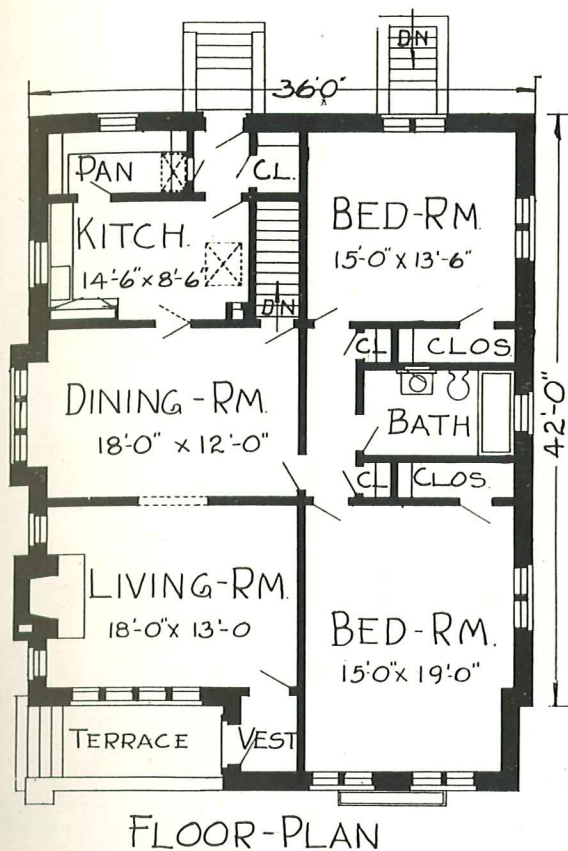 DN
36'0"
PAN
CL.
BED-RM.
15'-0" X 13'-6"
KITCH.
14'-6" x 8'-6"
DN
CL
CLOS.
DINING-RM.
18'-0" x 12'-0"
BATH
42'-0"
CL
CLOS.
LIVING-RM.
18'-0" x 13'-0
BED-RM.
15'0" x 19'-0"
TERRACE
VEST
FLOOR-PLAN